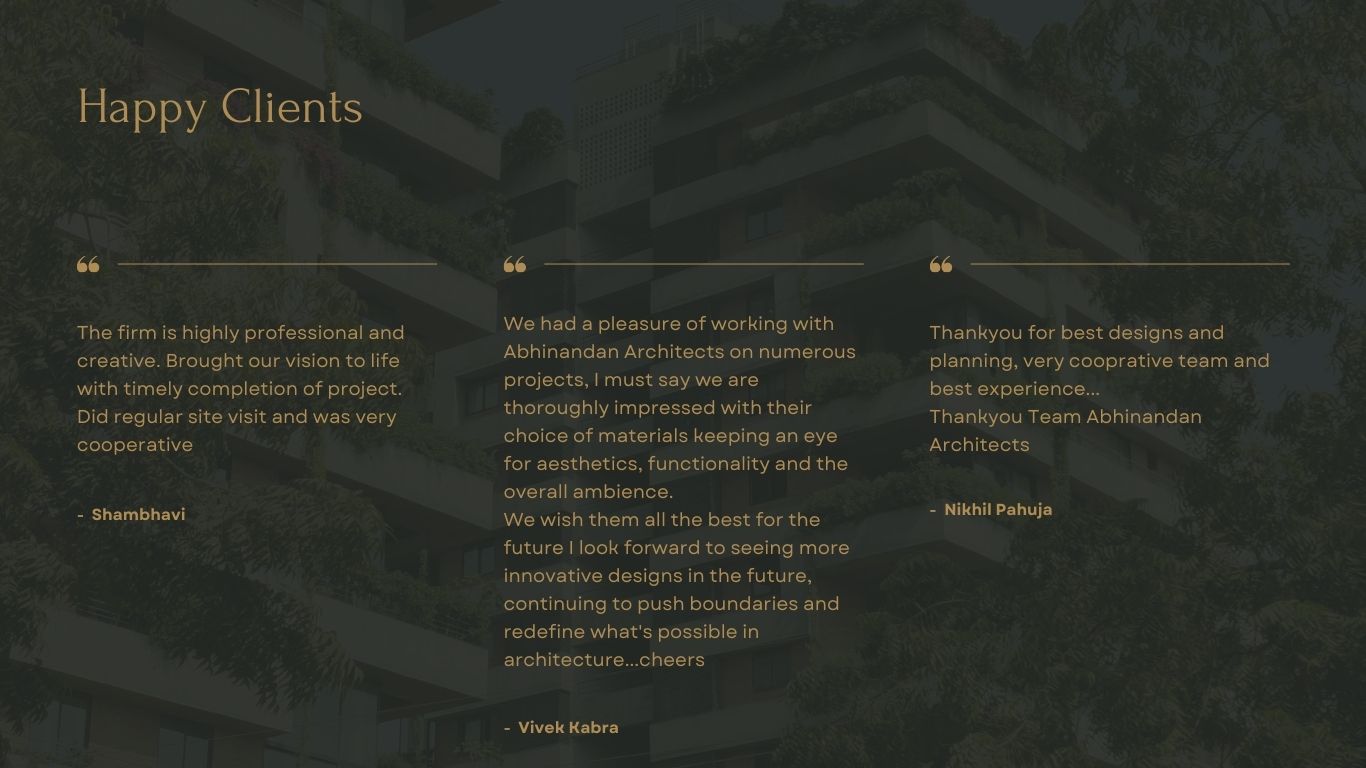 Happy Clients
The firm is highly professional and
creative. Brought our vision to life
with timely completion of project.
Did regular site visit and was very
cooperative
- Shambhavi
We had a pleasure of working with
Abhinandan Architects on numerous
projects, I must say we are
thoroughly impressed with their
choice of materials keeping an eye
for aesthetics, functionality and the
overall ambience.
We wish them all the best for the
future I look forward to seeing more
innovative designs in the future,
continuing to push boundaries and
redefine what's possible in
architecture...cheers
- Vivek Kabra
Thankyou for best designs and
planning, very cooprative team and
best experience...
Thankyou Team Abhinandan
Architects
- Nikhil Pahuja